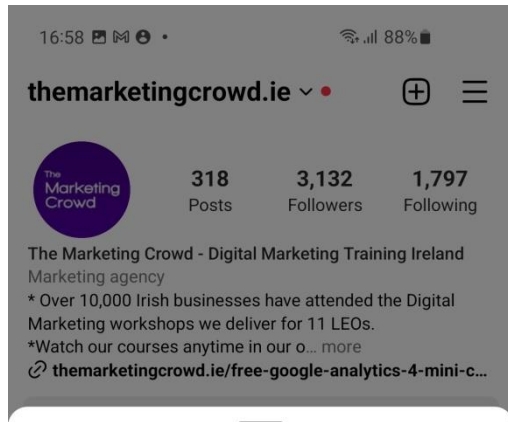 16:58
88%
themarketingcrowd.ie
The
Marketing
Crowd
318 3,132 1,797
Posts Followers Following
The Marketing Crowd - Digital Marketing Training Ireland
Marketing agency
* Over 10,000 Irish businesses have attended the Digital
Marketing workshops we deliver for 11 LEOs.
*Watch our courses anytime in our o... more
themarketingcrowd.ie/free-google-analytics-4-mini-c...